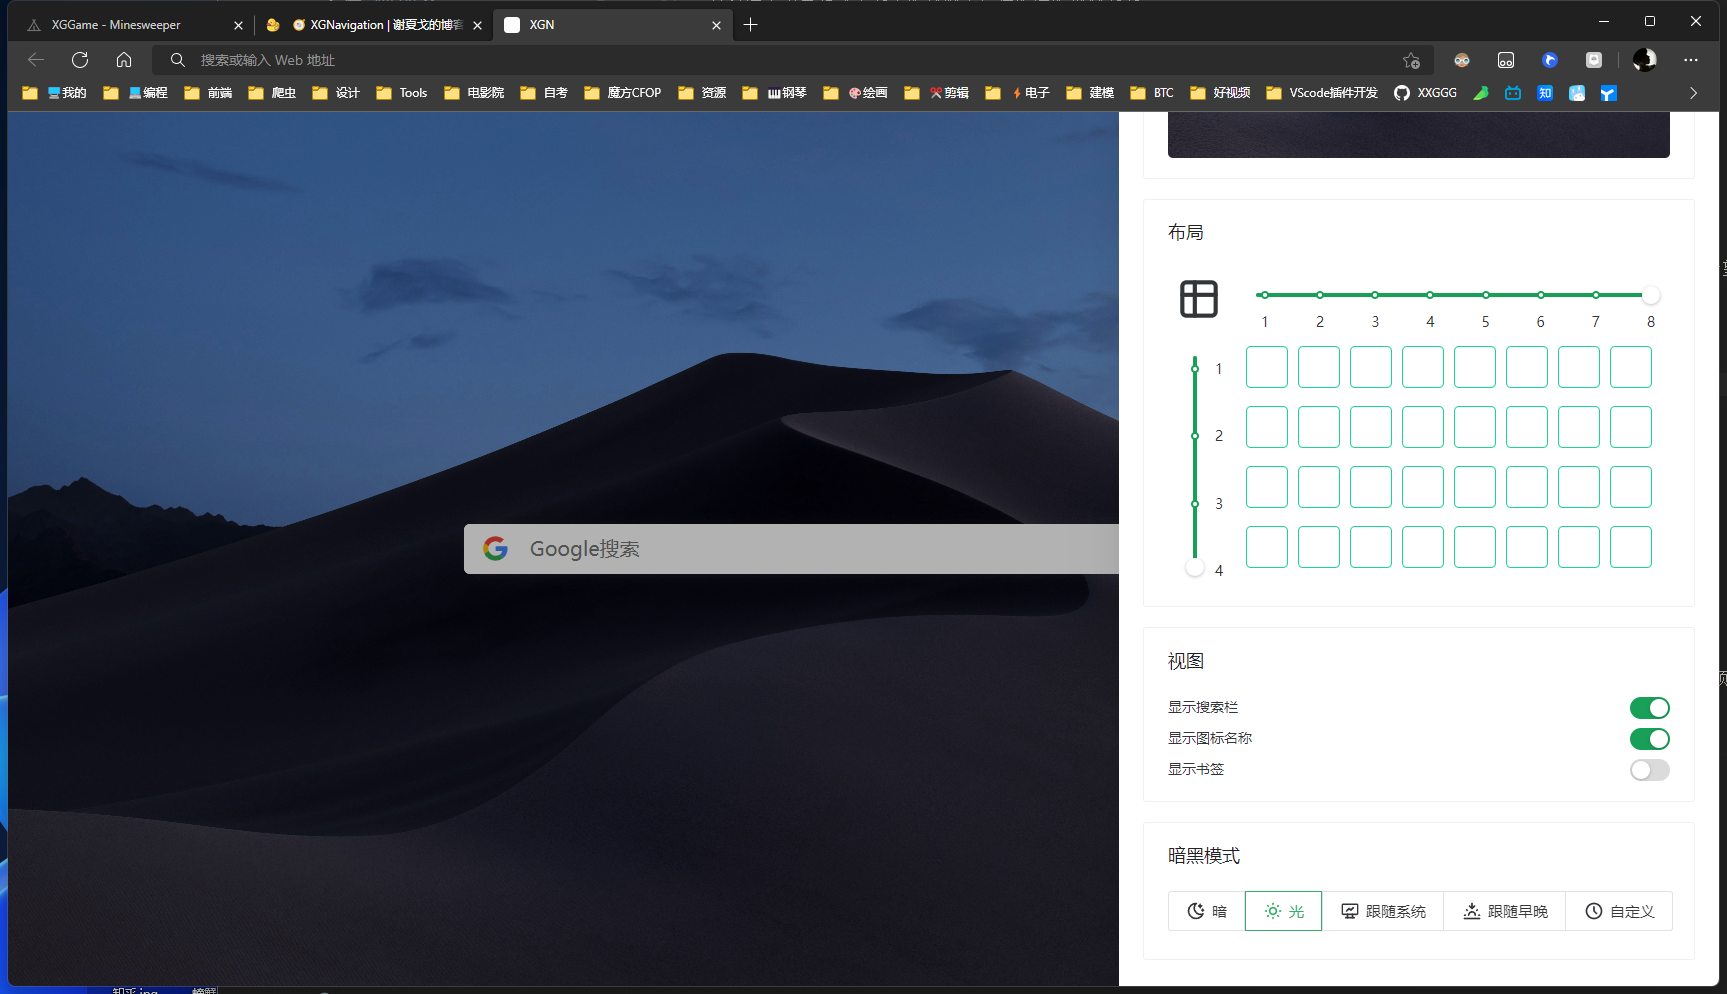 XGGame - Minesweeper
XGNavigation | 谢夏戈的博客
XGN
搜索或输入 Web 地址
我的 编程 前端 爬虫 设计 Tools 电影院 自考 魔方CFOP 资源 钢琴 绘画 剪辑 电子 建模 BTC 好视频 VScode插件开发 XXGGG 知
布局
1 2 3 4 5 6 7 8
1
2
3
4
Google搜索
视图
显示搜索栏
显示图标名称
显示书签
暗黑模式
暗 光 跟随系统 跟随早晚 自定义